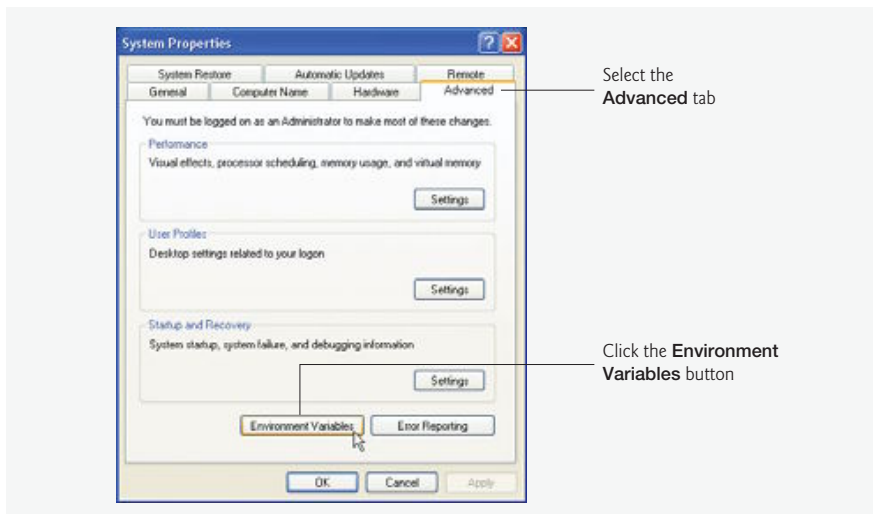 System Properties
System Restore
Automatic Updates
Remote
General
Computer Name
Hardware
Advanced
Select the
Advanced tab
You must be logged on as an Administrator to make most of these changes.
Performance
Visual effects, processor scheduling, memory usage, and virtual memory
Settings
User Profiles
Desktop settings related to your logon
Settings
Startup and Recovery
System startup, system failure, and debugging information
Settings
Click the Environment
Variables button
Environment Variables
Error Reporting
OK
Cancel
Apply